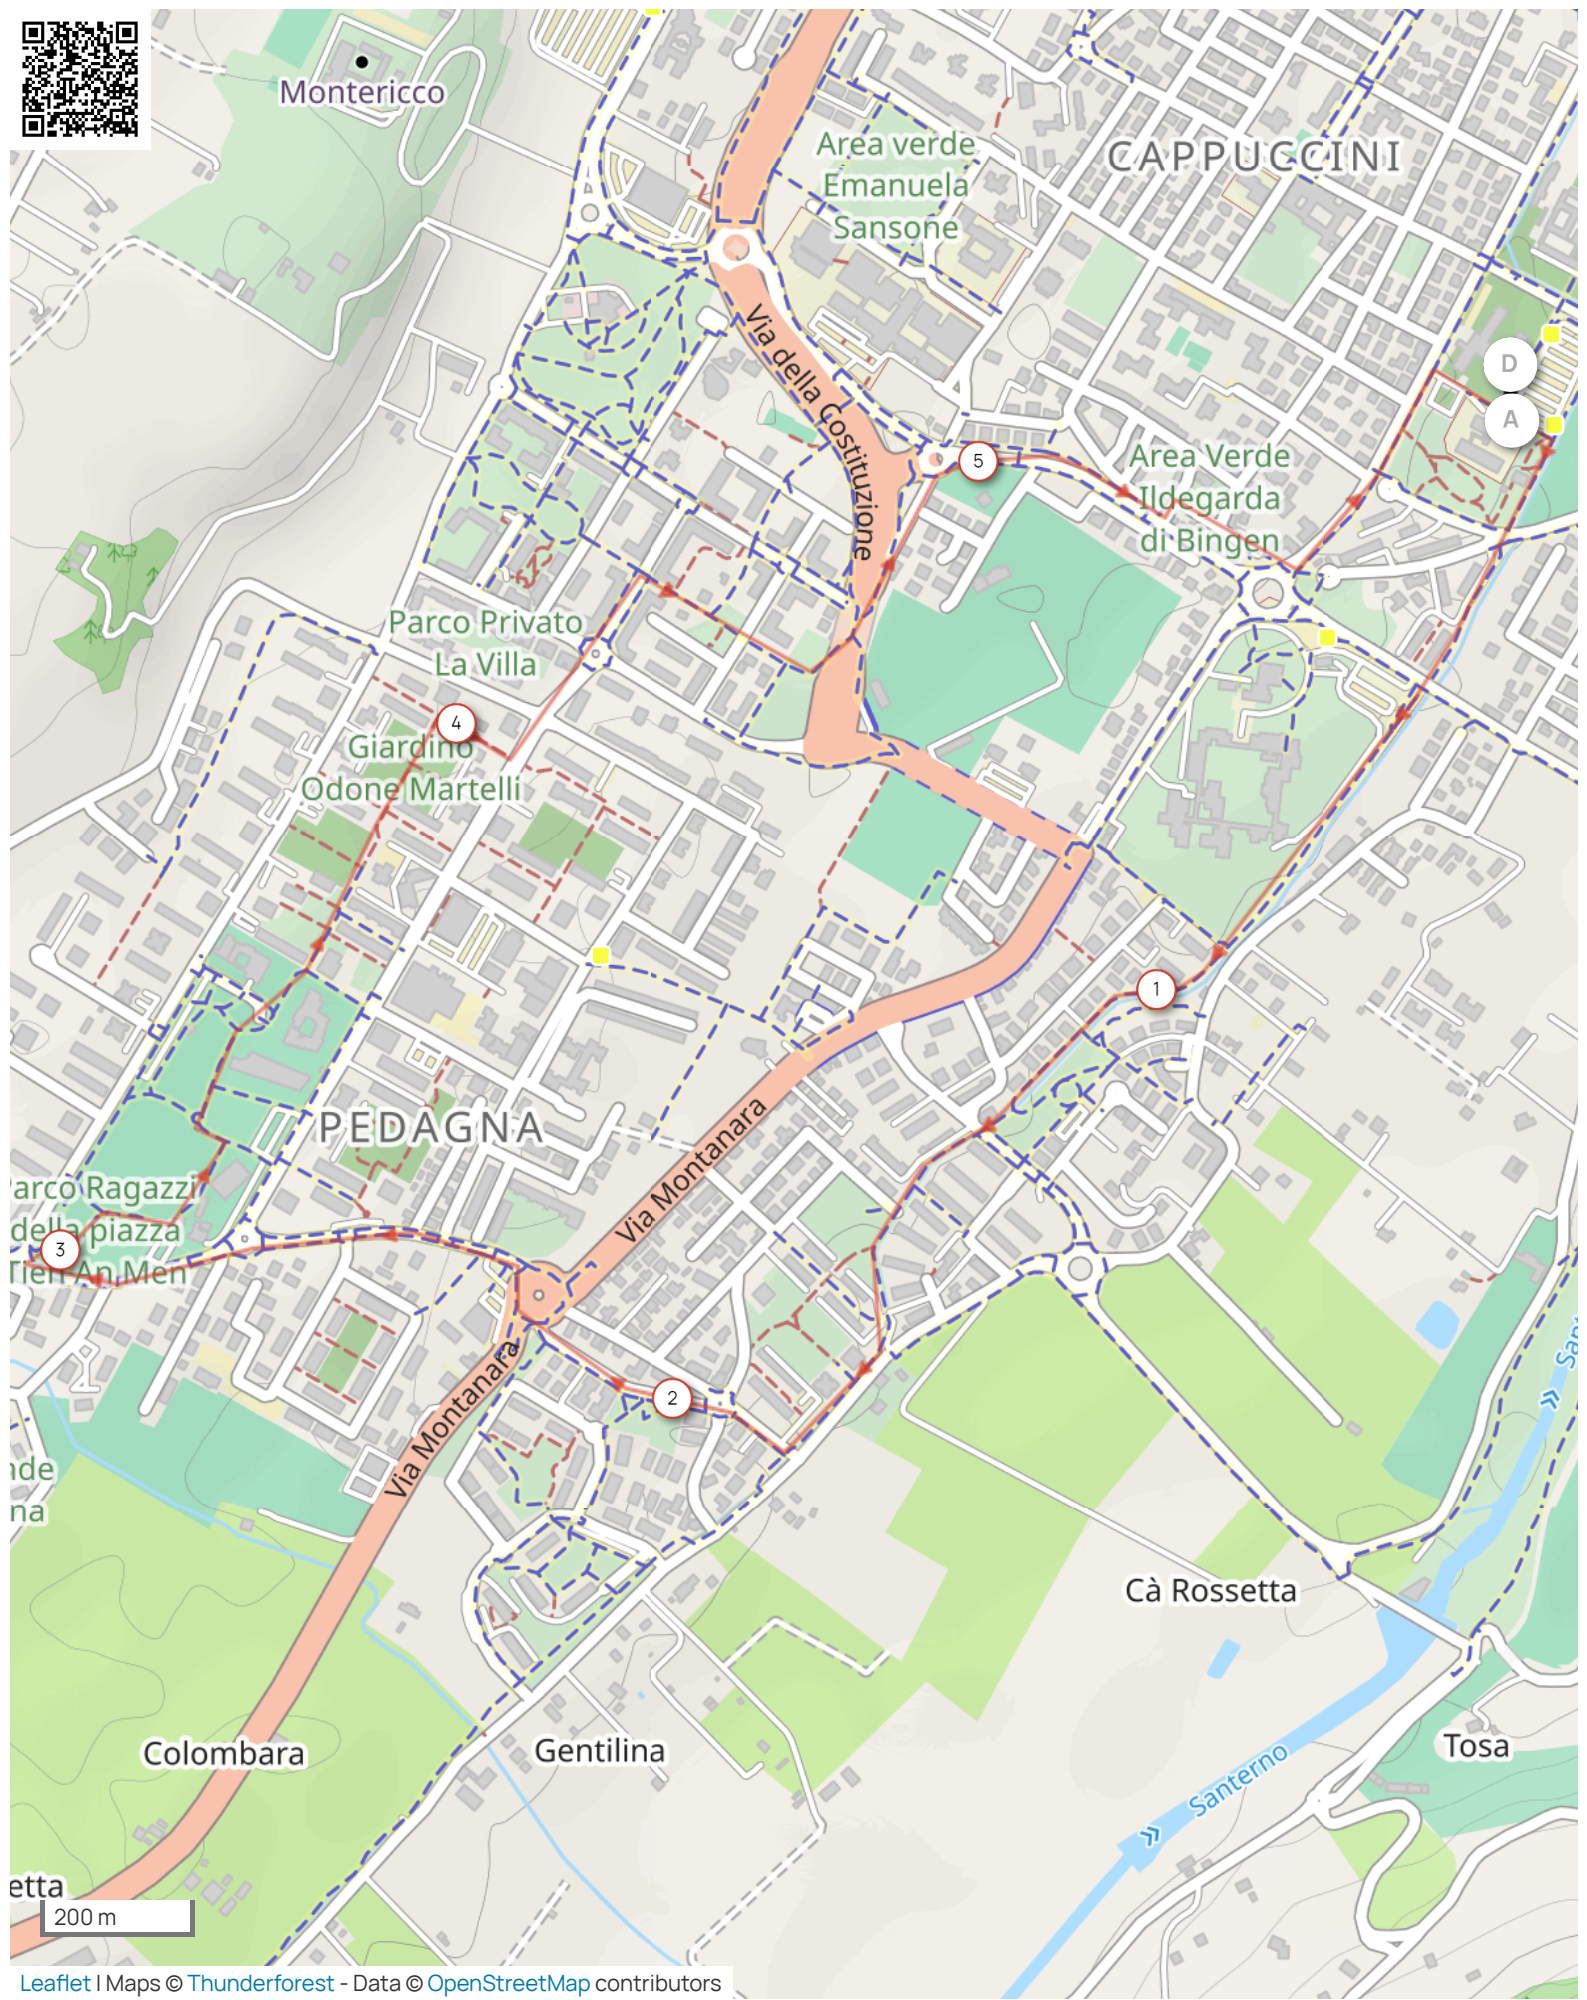 Montericco
Area verde
Emanuela
Sansone
CAPPUCCINI
Via della Costituzione
D
A
5
Area Verde
Ildegarda
di Bingen
Parco Privato
La Villa
4
Giardino
Odone Martelli
1
PEDAGNA
Via Montanara
arco Ragazzi
della piazza
Tien An Men
3
2
Via Montanara
Sant
ade
na
Cà Rossetta
Colombara
Gentilina
Tosa
Santerno
etta
200 m
Leaflet | Maps © Thunderforest - Data © OpenStreetMap contributors